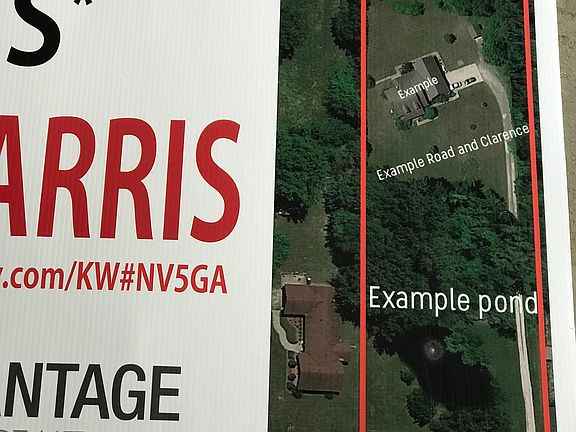 S*
ARRIS
.com/KW#NV5GA
ANTAGE
Example
Example Road and Clarence
Example pond